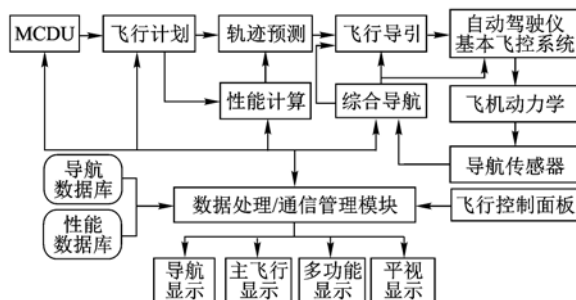 MCDU
飞行计划
轨迹预测
飞行导引
自动驾驶仪
基本飞控系统
性能计算
综合导航
飞机动力学
导航
数据库
导航传感器
性能
数据库
数据处理/通信管理模块
飞行控制面板
导航
显示
主飞行
显示
多功能
显示
平视
显示